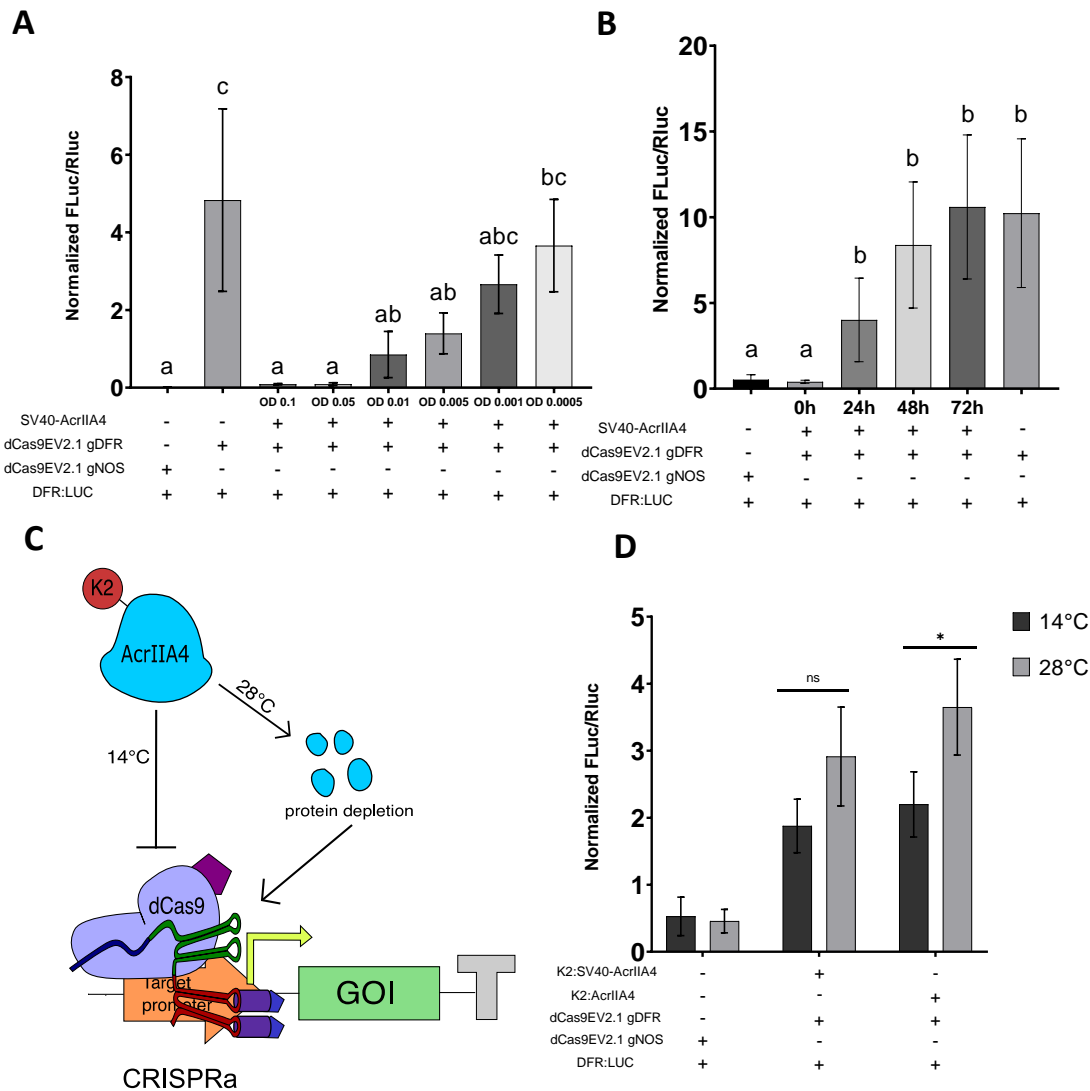 A
Normalized FLuc/Rluc
8
6
4
2
0
a
c
a
a
ab
ab
abc
bc
OD 0.1 OD 0.05 OD 0.01 OD 0.005 OD 0.001 OD 0.0005
SV40-AcrIIA4 - - + + + + + +
dCas9EV2.1 gDFR - + + + + + + +
dCas9EV2.1 gNOS + - - - - - - -
DFR:LUC + + + + + + + +
B
Normalized FLuc/Rluc
20
15
10
5
0
a
a
b
b
b
b
0h 24h 48h 72h
SV40-AcrIIA4 - + + + + -
dCas9EV2.1 gDFR - + + + + +
dCas9EV2.1 gNOS + - - - - -
DFR:LUC + + + + + +
C
K2
AcrIIA4
28°C
14°C
protein depletion
dCas9
Target
promoter
GOI
T
CRISPRa
D
Normalized FLuc/Rluc
5
4
3
2
1
0
ns
*
14°C
28°C
K2:SV40-AcrIIA4 - + -
K2:AcrIIA4 - - +
dCas9EV2.1 gDFR - + +
dCas9EV2.1 gNOS + - -
DFR:LUC + + +